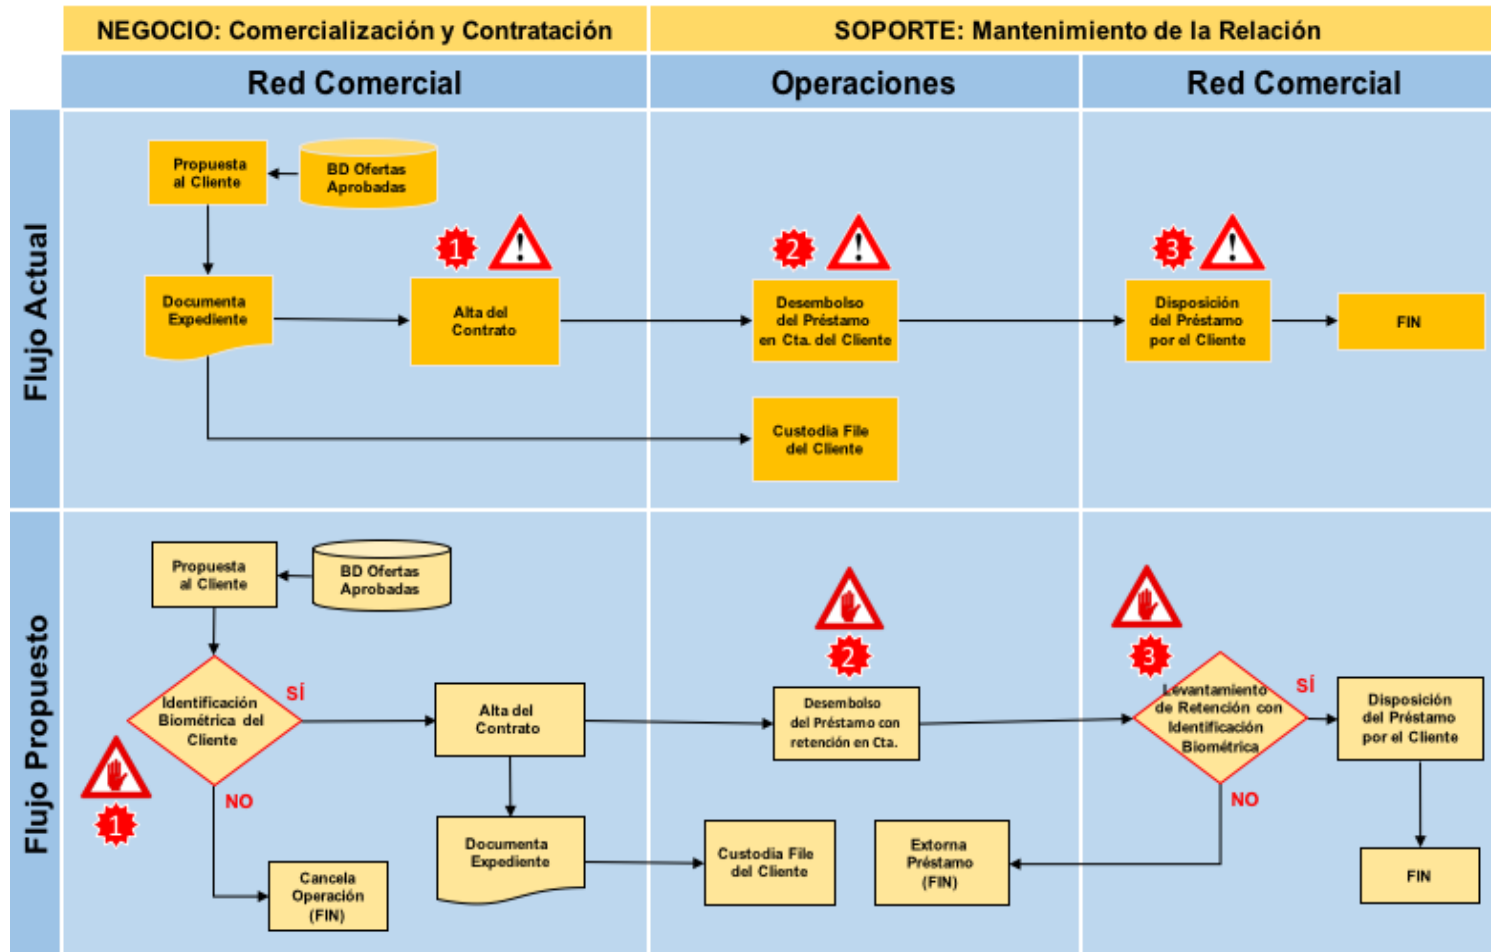 NEGOCIO: Comercialización y Contratación
SOPORTE: Mantenimiento de la Relación
Red Comercial
Operaciones
Red Comercial
Flujo Actual
Propuesta
al Cliente
BD Ofertas
Aprobadas
1
!
2
!
3
!
Documenta
Expediente
Alta del
Contrato
Desembolso
del Préstamo
en Cta. del Cliente
Disposición
del Préstamo
por el Cliente
FIN
Custodia File
del Cliente
Flujo Propuesto
Propuesta
al Cliente
BD Ofertas
Aprobadas
2
3
Identificación
Biométrica del
Cliente
SÍ
Alta del
Contrato
Desembolso
del Préstamo con
retención en Cta.
Levantamiento
de Retención con
Identificación
Biométrica
SÍ
Disposición
del Préstamo
por el Cliente
1
NO
NO
Documenta
Expediente
Custodia File
del Cliente
Extorna
Préstamo
(FIN)
FIN
Cancela
Operación
(FIN)